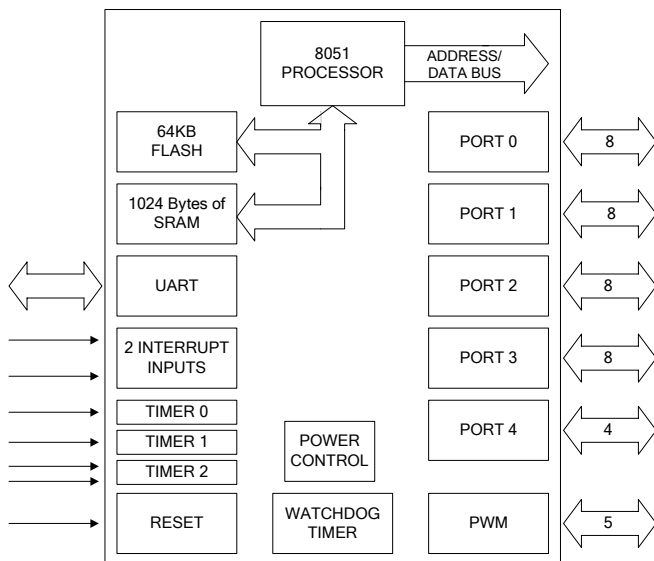 8051
PROCESSOR
ADDRESS/
DATA BUS
64KB
FLASH
PORT 0
8
1024 Bytes of
SRAM
PORT 1
8
UART
PORT 2
8
2 INTERRUPT
INPUTS
PORT 3
8
TIMER 0
TIMER 1
TIMER 2
POWER
CONTROL
PORT 4
4
RESET
WATCHDOG
TIMER
PWM
5